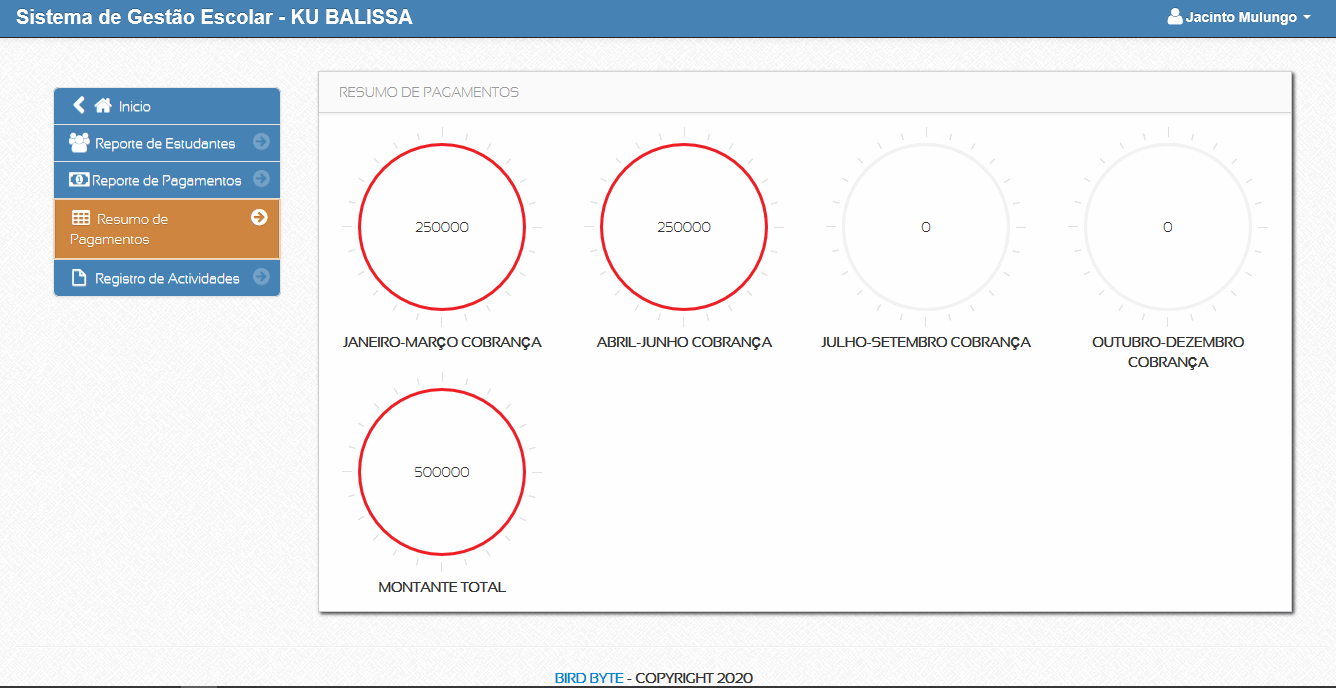 Sistema de Gestão Escolar - KU BALISSA
Jacinto Mulungo
Inicio
Reporte de Estudantes
Reporte de Pagamentos
Resumo de
Pagamentos
Registro de Actividades
RESUMO DE PAGAMENTOS
250000
250000
0
0
JANEIRO-MARÇO COBRANÇA
ABRIL-JUNHO COBRANÇA
JULHO-SETEMBRO COBRANÇA
OUTUBRO-DEZEMBRO
COBRANÇA
500000
MONTANTE TOTAL
BIRD BYTE - COPYRIGHT 2020